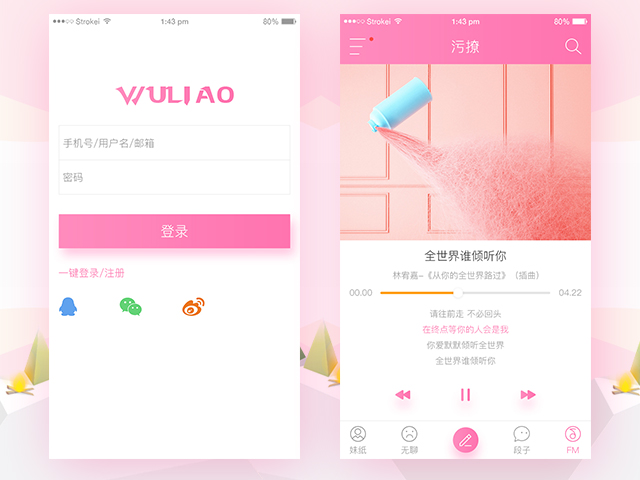 Strokei
1:43 pm
80%
WULIAO
手机号/用户名/邮箱
密码
登录
一键登录/注册
Strokei
1:43 pm
80%
污撩
全世界谁倾听你
林宥嘉-《从你的全世界路过》（插曲）
00.00
04.22
请往前走 不必回头
在终点等你的人会是我
你爱默默倾听全世界
全世界谁倾听你
妹纸
无聊
段子
FM